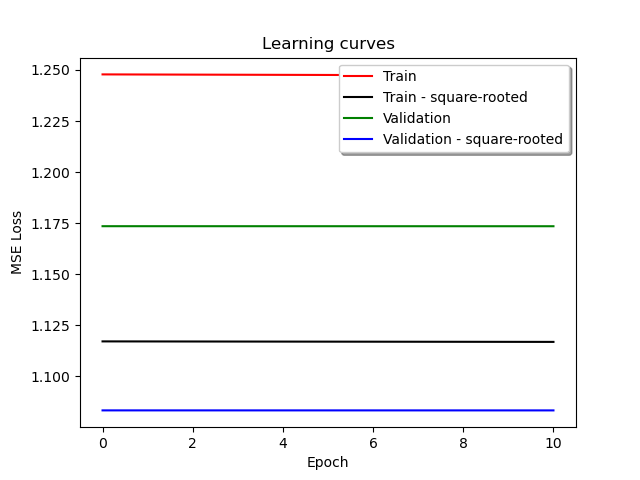 Learning curves
1.250
1.225
1.200
1.175
1.150
1.125
1.100
MSE Loss
Train
Train - square-rooted
Validation
Validation - square-rooted
0 2 4 6 8 10
Epoch